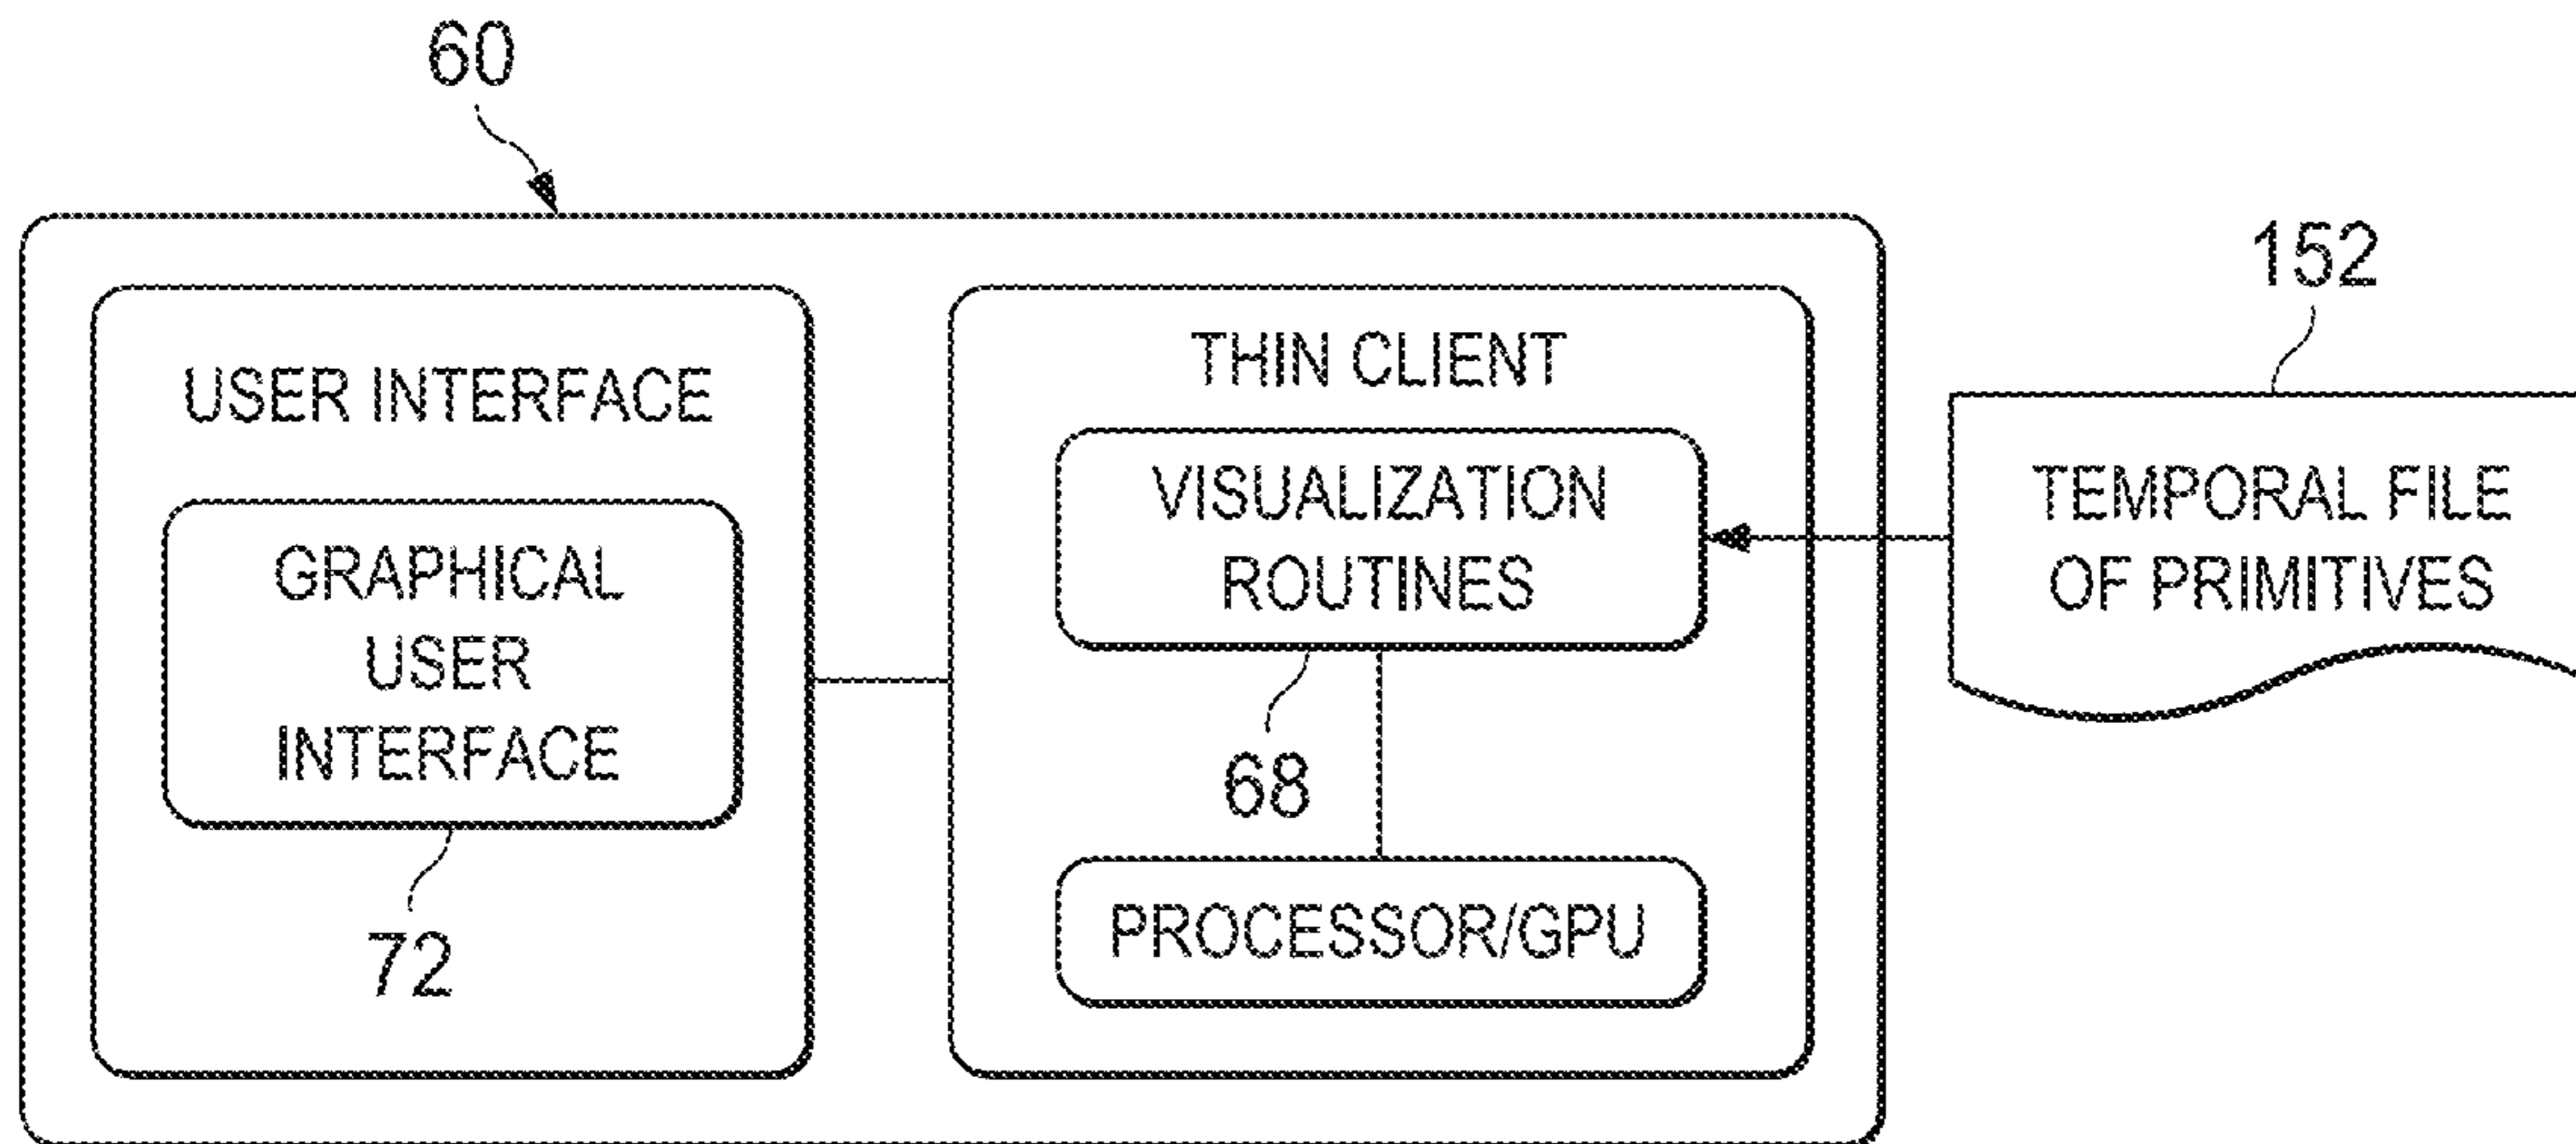 60
152
USER INTERFACE
GRAPHICAL
USER
INTERFACE
72
THIN CLIENT
VISUALIZATION
ROUTINES
68
PROCESSOR/GPU
TEMPORAL FILE
OF PRIMITIVES